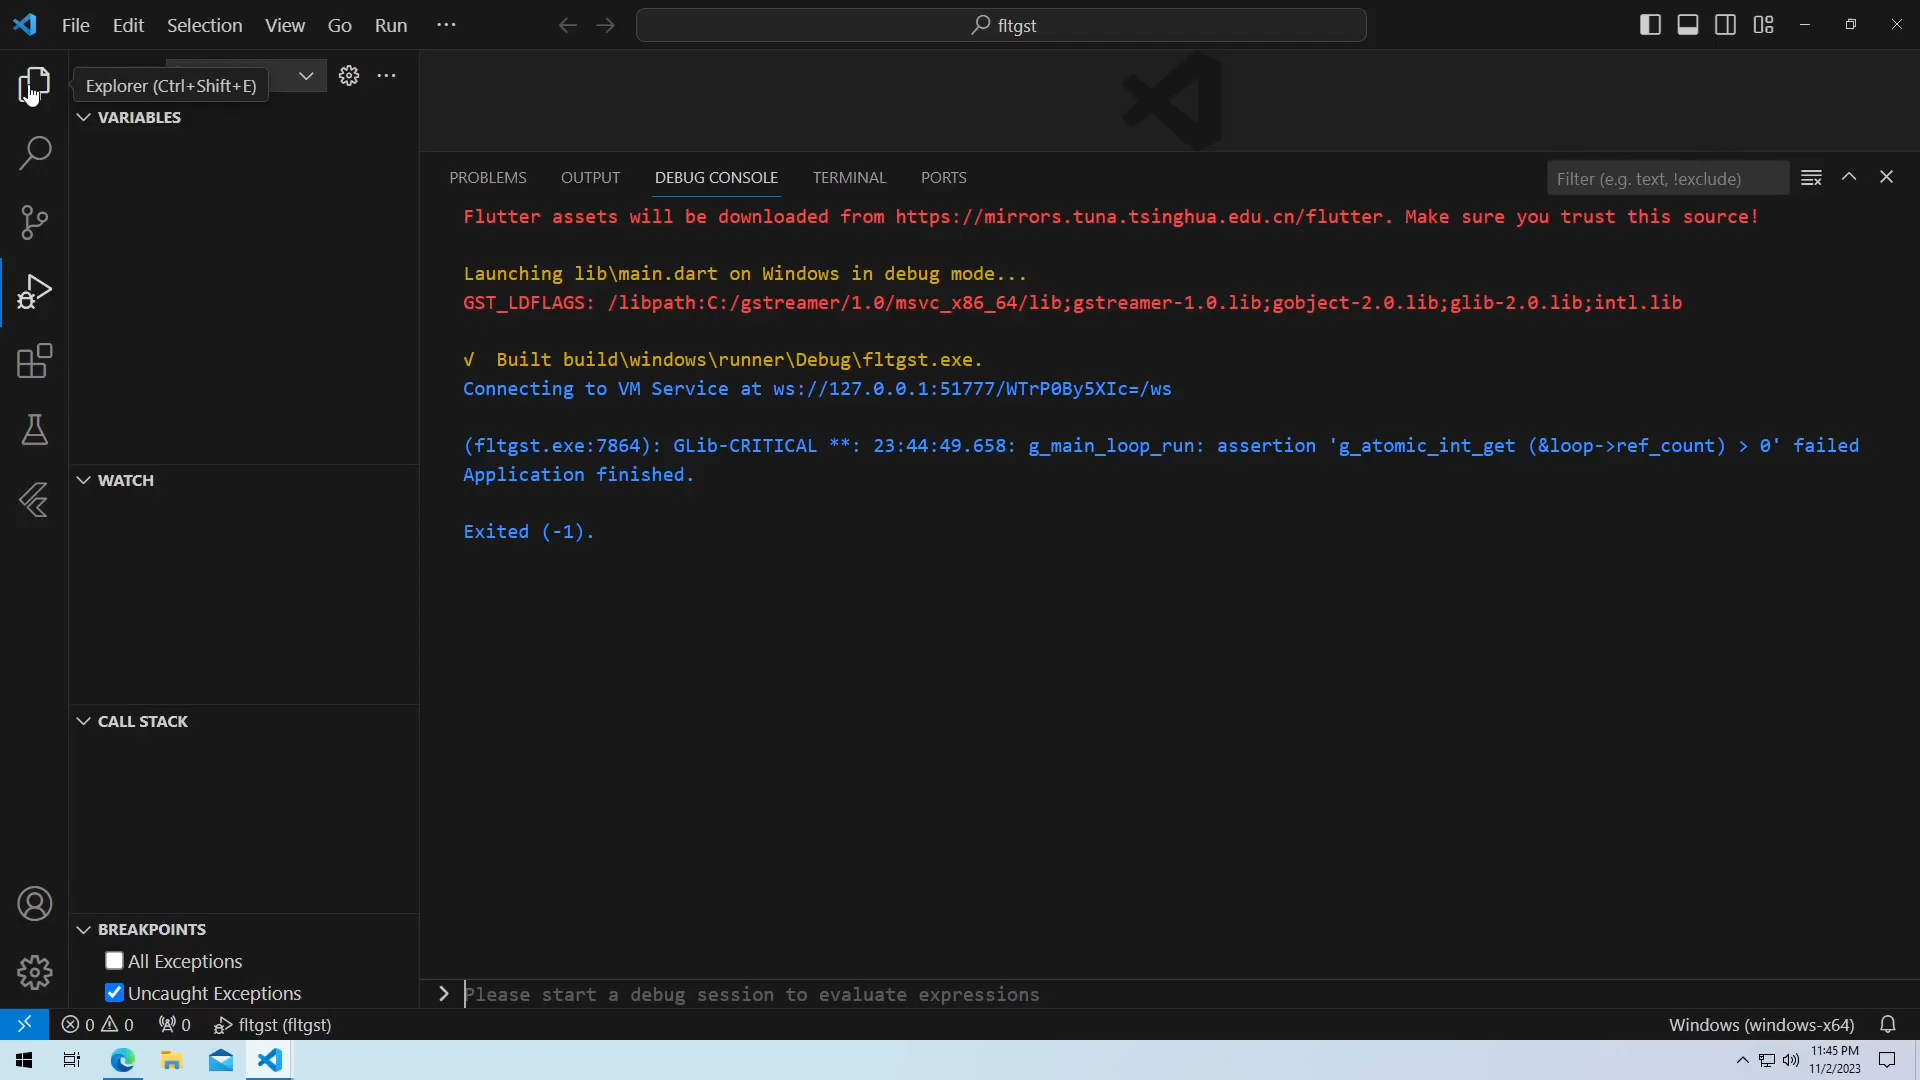 File Edit Selection View Go Run ···
fltgst
Explorer (Ctrl+Shift+E)
VARIABLES
WATCH
CALL STACK
BREAKPOINTS
All Exceptions
Uncaught Exceptions
PROBLEMS OUTPUT DEBUG CONSOLE TERMINAL PORTS
Filter (e.g. text, !exclude)
Flutter assets will be downloaded from https://mirrors.tuna.tsinghua.edu.cn/flutter. Make sure you trust this source!
Launching lib\main.dart on Windows in debug mode...
GST_LDFLAGS: /libpath:C:/gstreamer/1.0/msvc_x86_64/lib;gstreamer-1.0.lib;gobject-2.0.lib;glib-2.0.lib;intl.lib
√ Built build\windows\runner\Debug\fltgst.exe.
Connecting to VM Service at ws://127.0.0.1:51777/WTrP0By5XIc=/ws
(fltgst.exe:7864): GLib-CRITICAL **: 23:44:49.658: g_main_loop_run: assertion 'g_atomic_int_get (&loop->ref_count) > 0' failed
Application finished.
Exited (-1).
Please start a debug session to evaluate expressions
0 0 0 fltgst (fltgst)
Windows (windows-x64)
11:45 PM
11/2/2023